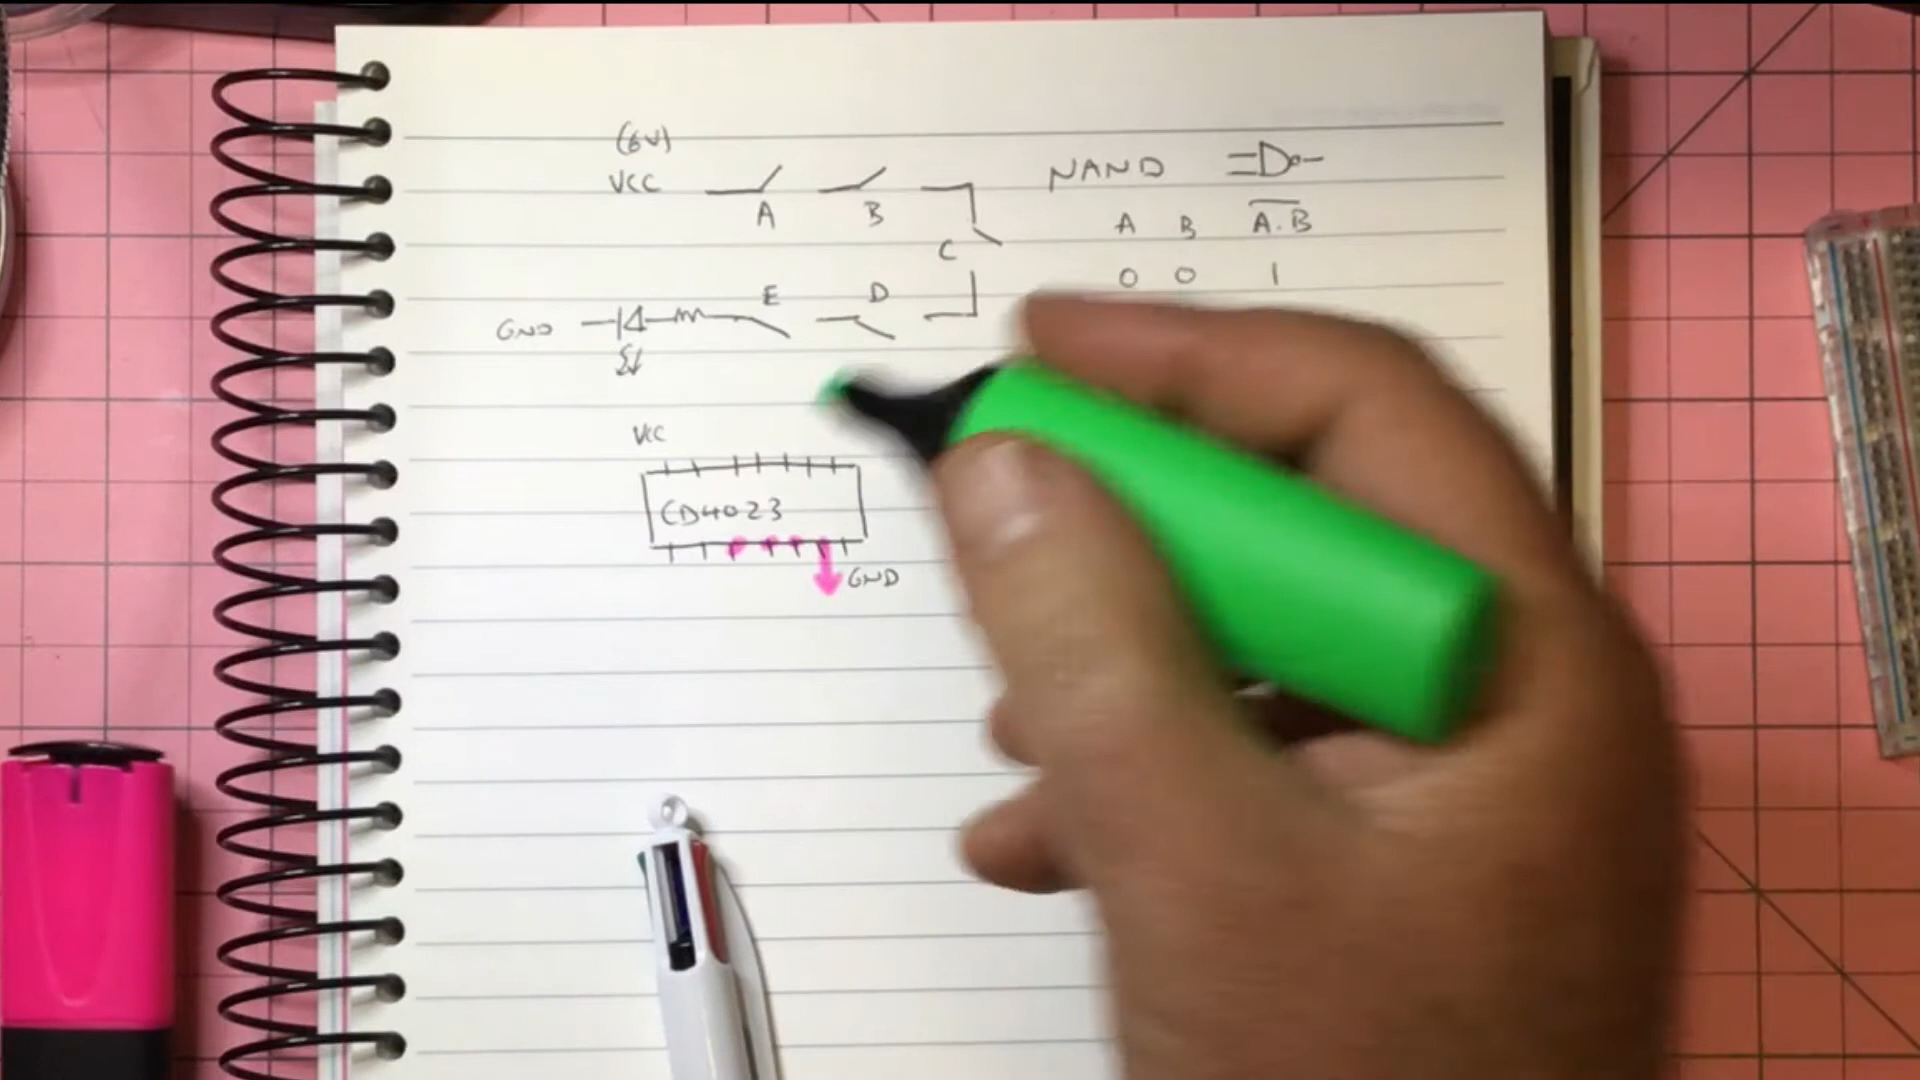 (6V)
VCC
A B
C
E D
GND
NAND
A B A.B
0 0 1
VCC
CD4023
GND